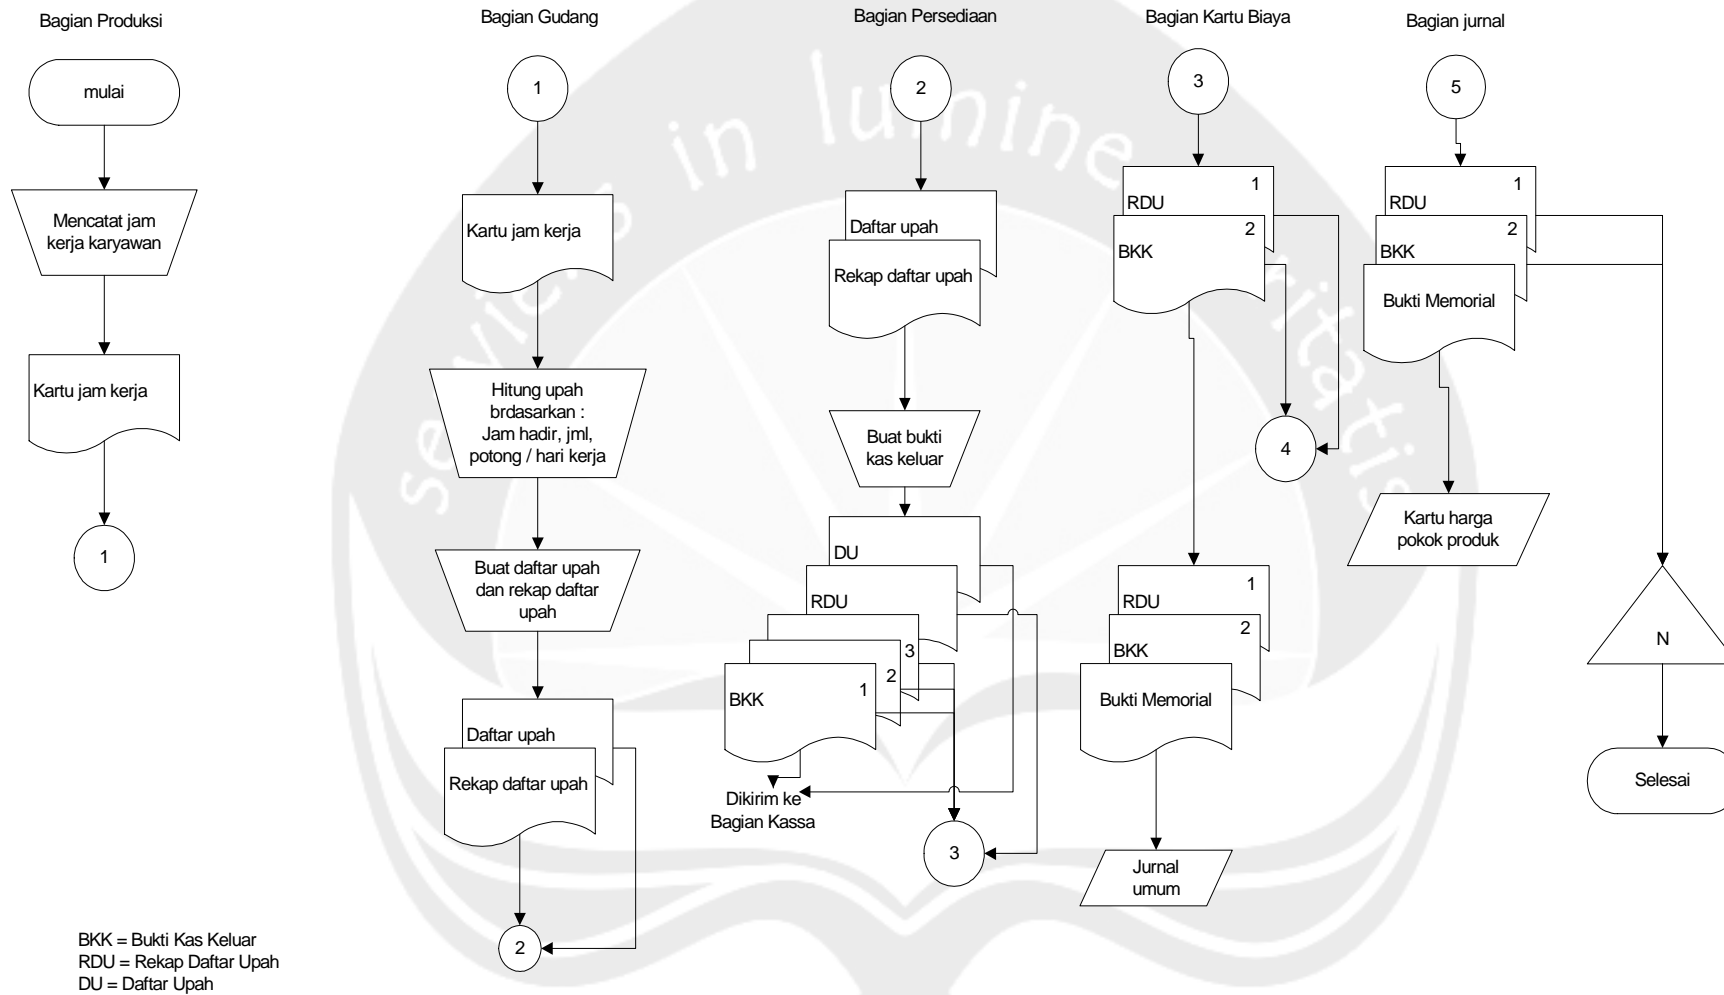 Bagian Produksi
mulai
Mencatat jam
kerja karyawan
Kartu jam kerja
1
Bagian Gudang
1
Kartu jam kerja
Hitung upah
brdasarkan :
Jam hadir, jml,
potong / hari kerja
Buat daftar upah
dan rekap daftar
upah
Daftar upah
Rekap daftar upah
2
Bagian Persediaan
2
Daftar upah
Rekap daftar upah
Buat bukti
kas keluar
DU
RDU
3
2
BKK 1
Dikirim ke
Bagian Kassa
3
Bagian Kartu Biaya
3
1
RDU
2
BKK
4
1
RDU
2
BKK
Bukti Memorial
Jurnal
umum
Bagian jurnal
5
1
RDU
2
BKK
Bukti Memorial
Kartu harga
pokok produk
N
Selesai
BKK = Bukti Kas Keluar
RDU = Rekap Daftar Upah
DU = Daftar Upah
serviens in lumine veritatis